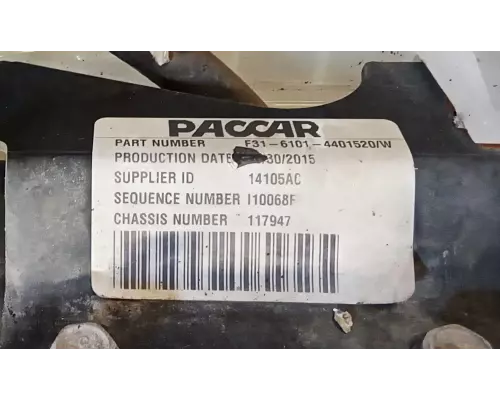 PACCAR
PART NUMBER F31-6101-4401520/W
PRODUCTION DATE 30/2015
SUPPLIER ID 14105AC
SEQUENCE NUMBER I10068F
CHASSIS NUMBER 117947